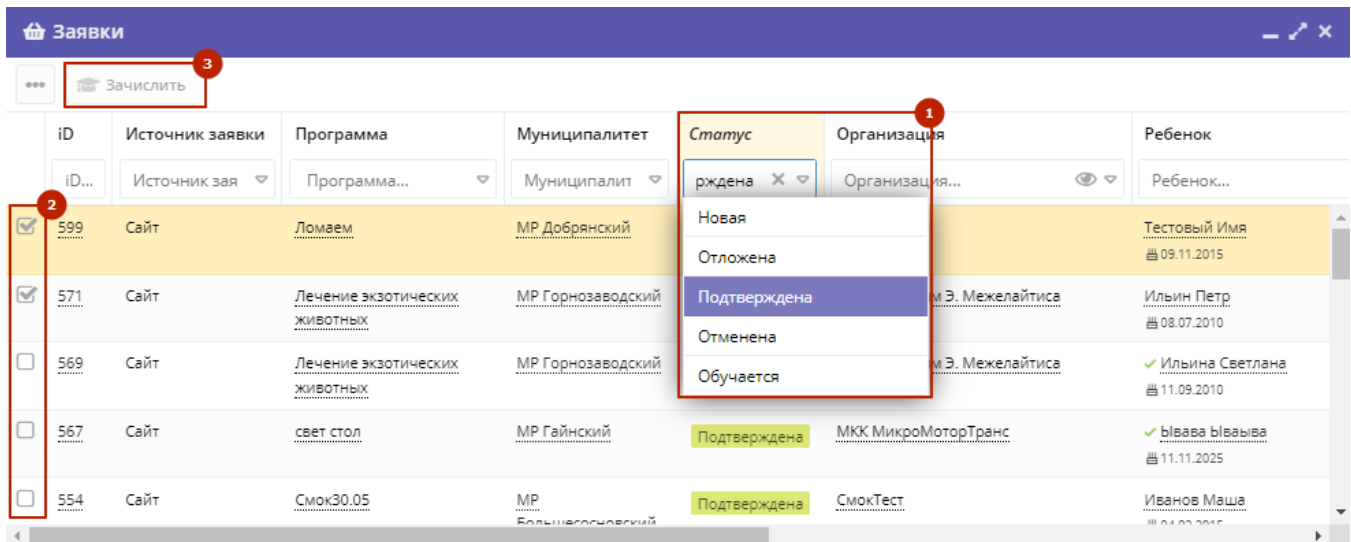 Заявки
3
Зачислить
1
iD Источник заявки Программа Муниципалитет Статус Организация Ребенок
iD... Источник зая Программа... Муниципалит рждена Организация... Ребенок...
2
Новая
599 Сайт Ломаем МР Добрянский Тестовый Имя
09.11.2015
Отложена
571 Сайт Лечение экзотических МР Горнозаводский Подтверждена м Э. Межелайтиса Ильин Петр
животных 08.07.2010
Отменена
569 Сайт Лечение экзотических МР Горнозаводский м Э. Межелайтиса Ильина Светлана
животных 11.09.2010
Обучается
567 Сайт свет стол МР Гайнский Подтверждена МКК МикроМоторТранс Ывава Ываыва
11.11.2025
554 Сайт Смок30.05 МР Подтверждена СмокТест Иванов Маша
Большесосновский